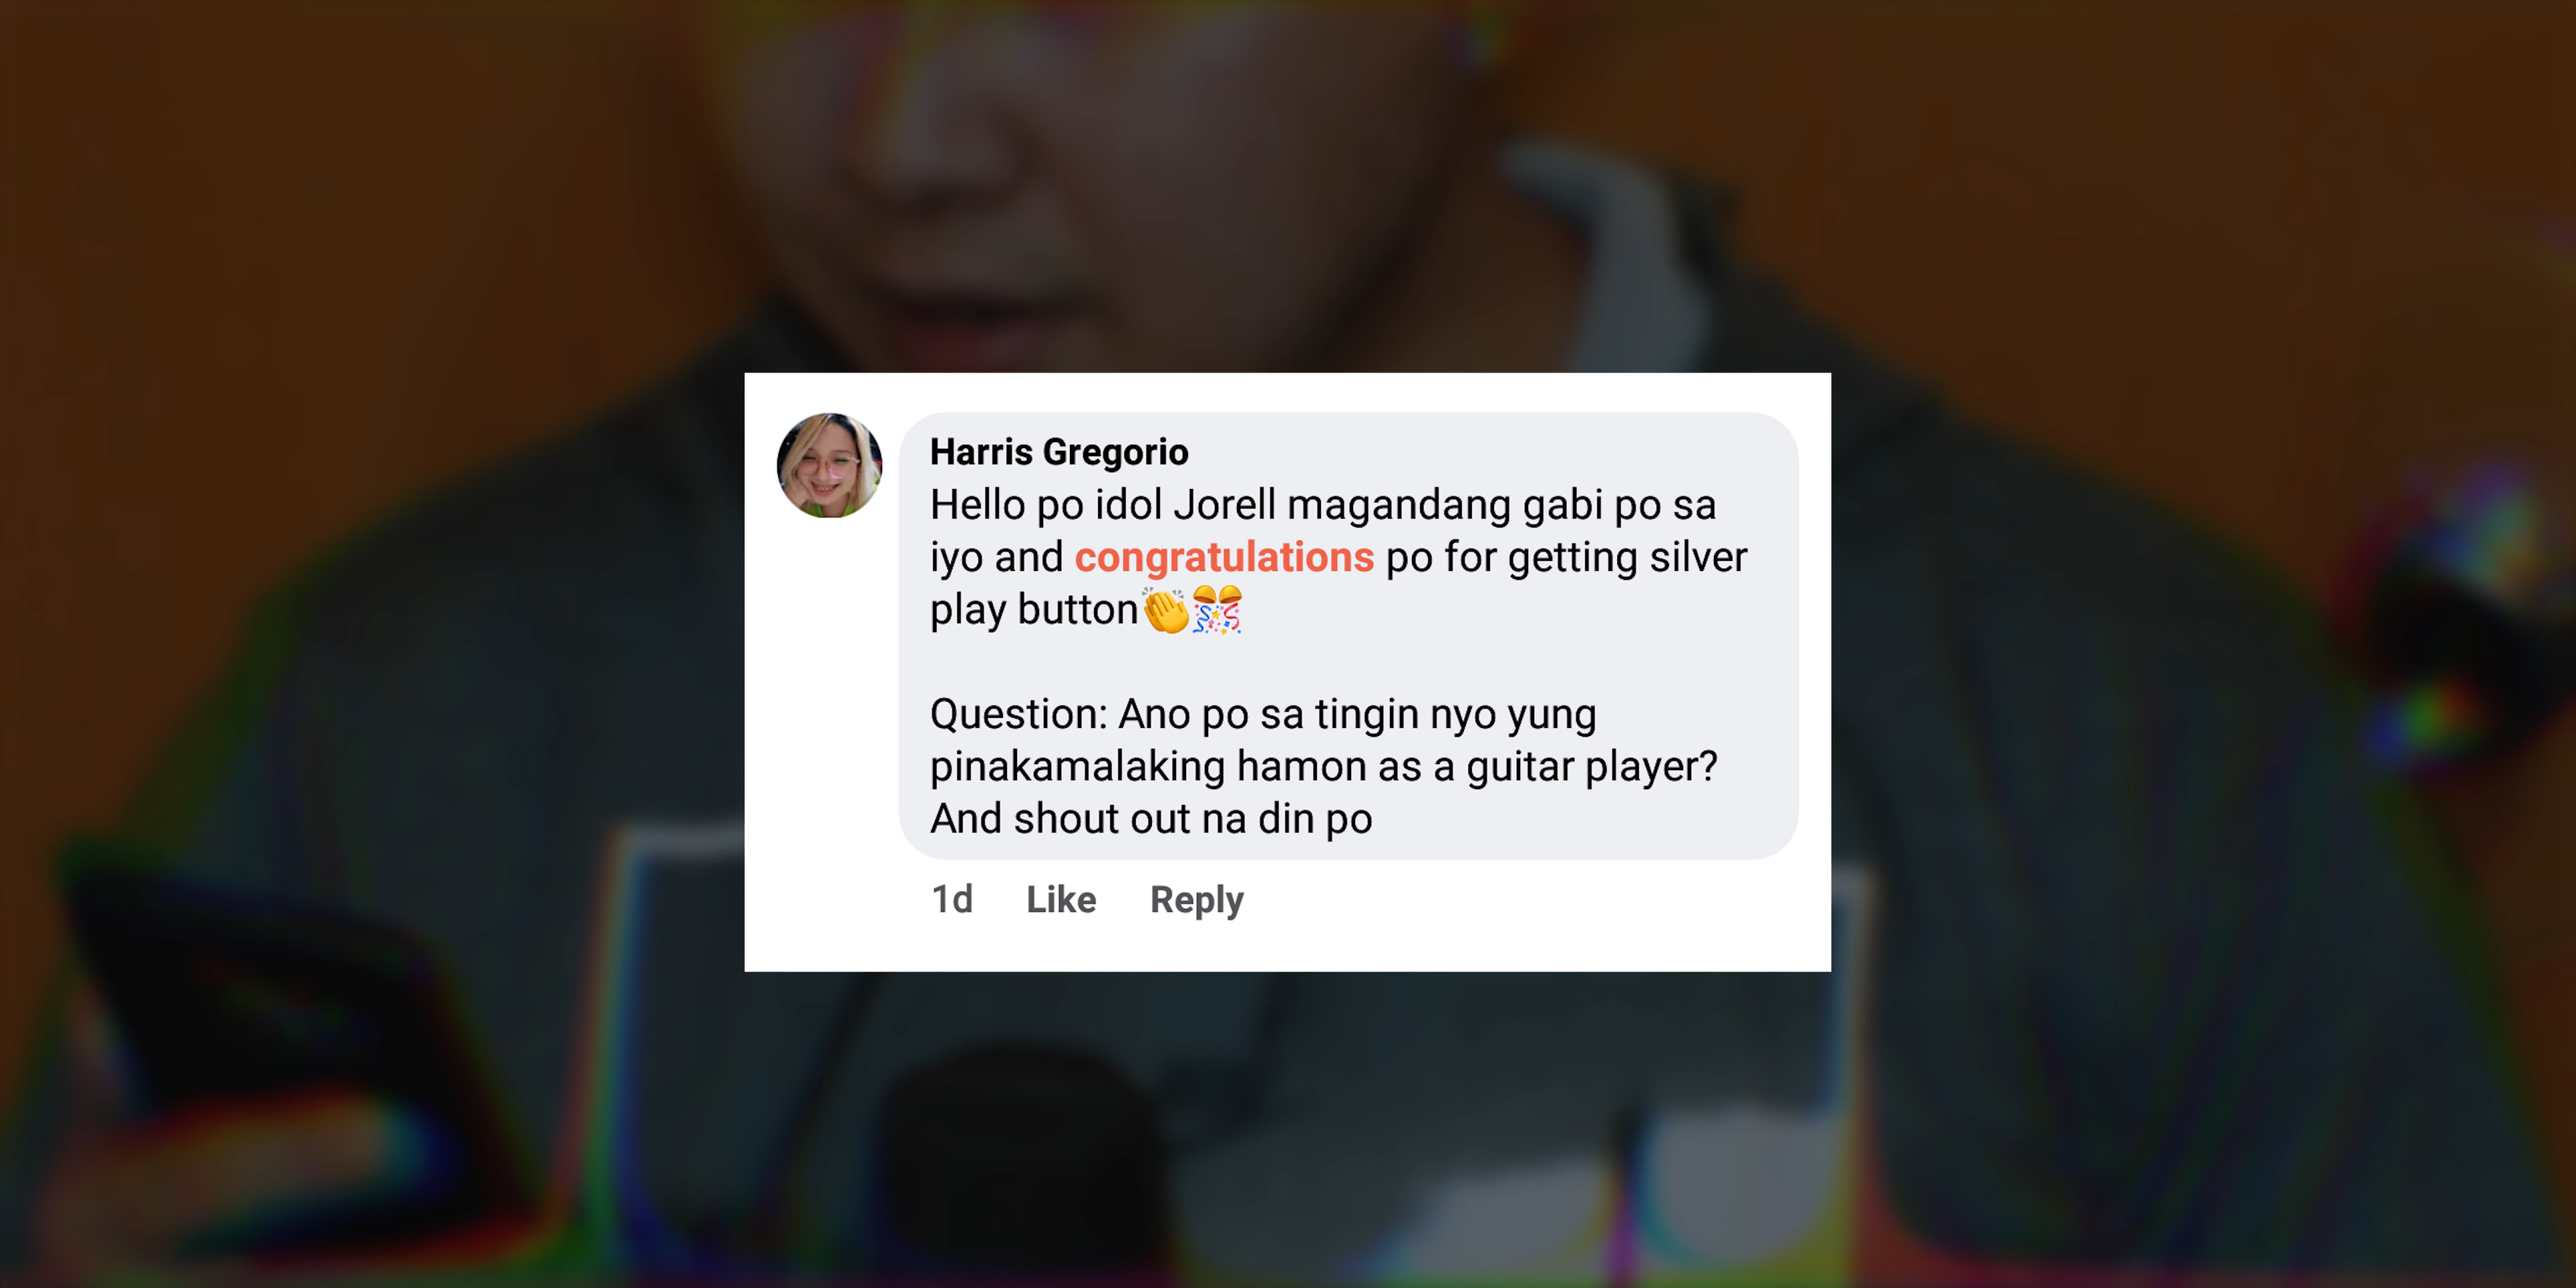 Harris Gregorio
Hello po idol Jorell magandang gabi po sa
iyo and congratulations po for getting silver
play button👏🎊
Question: Ano po sa tingin nyo yung
pinakamalaking hamon as a guitar player?
And shout out na din po
1d Like Reply